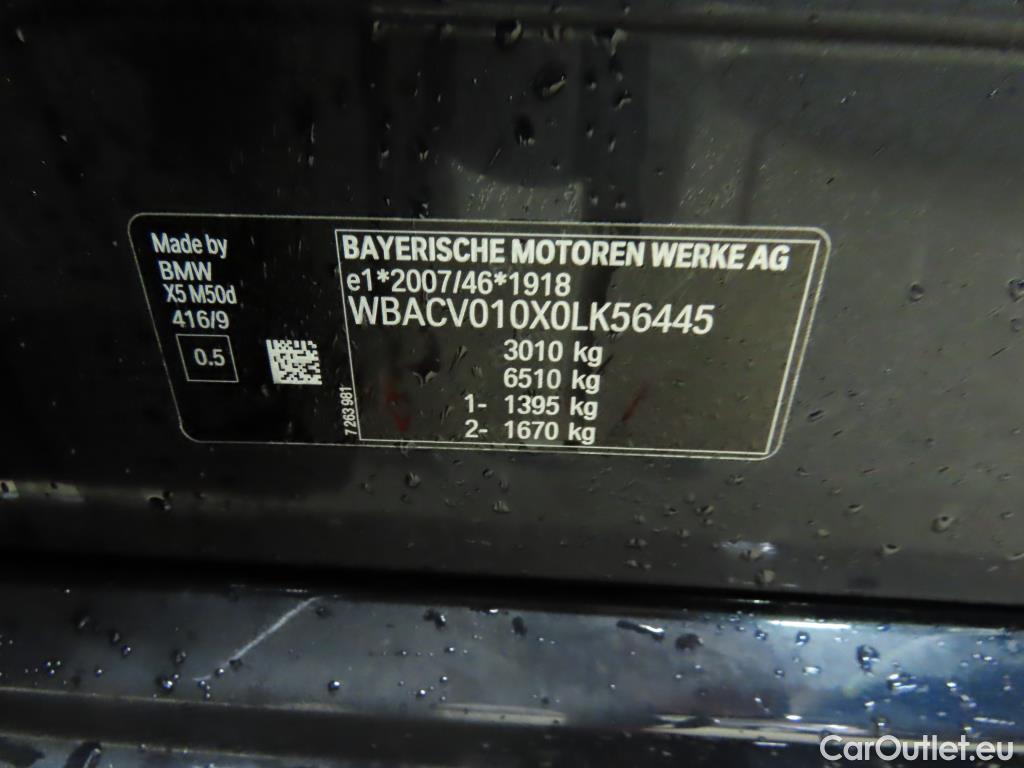 Made by
BMW
X5 M50d
416/9
0.5
7 263 981
BAYERISCHE MOTOREN WERKE AG
e1*2007/46*1918
WBACV010X0LK56445
3010 kg
6510 kg
1- 1395 kg
2- 1670 kg
CarOutlet.eu